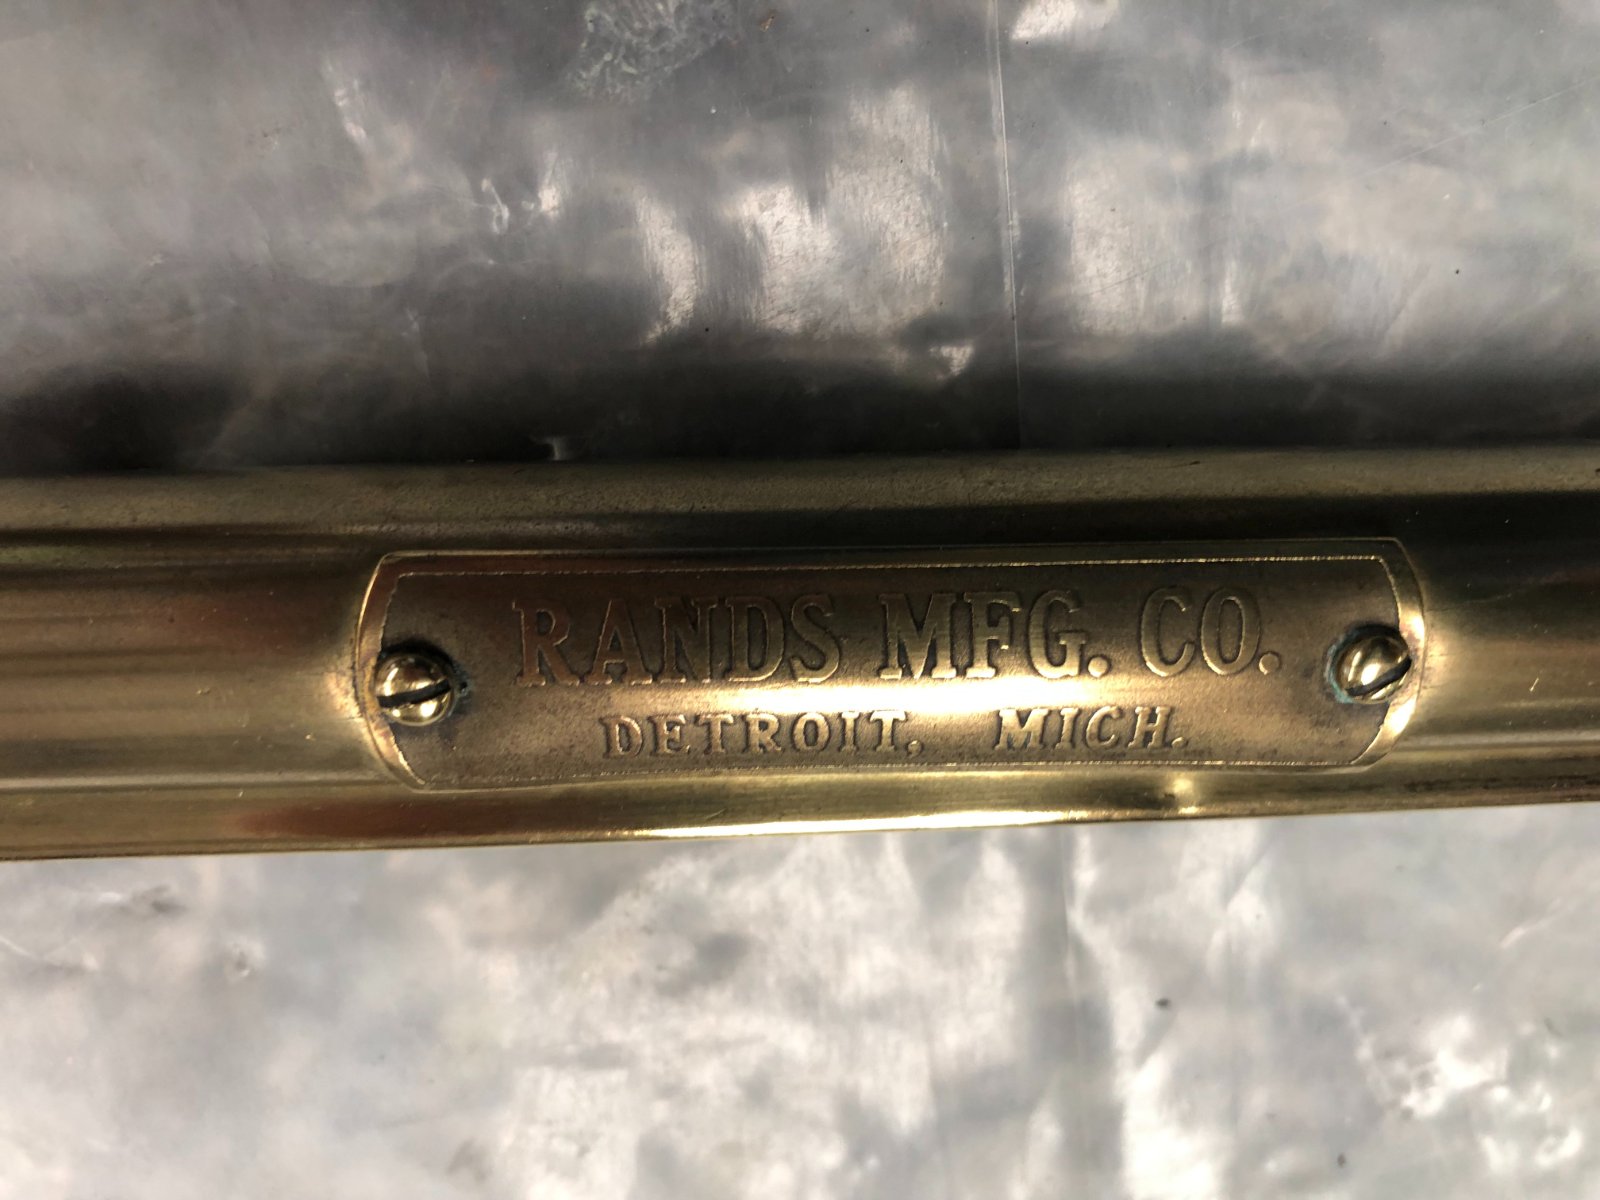 RANDS MFG. CO.
DETROIT, MICH.